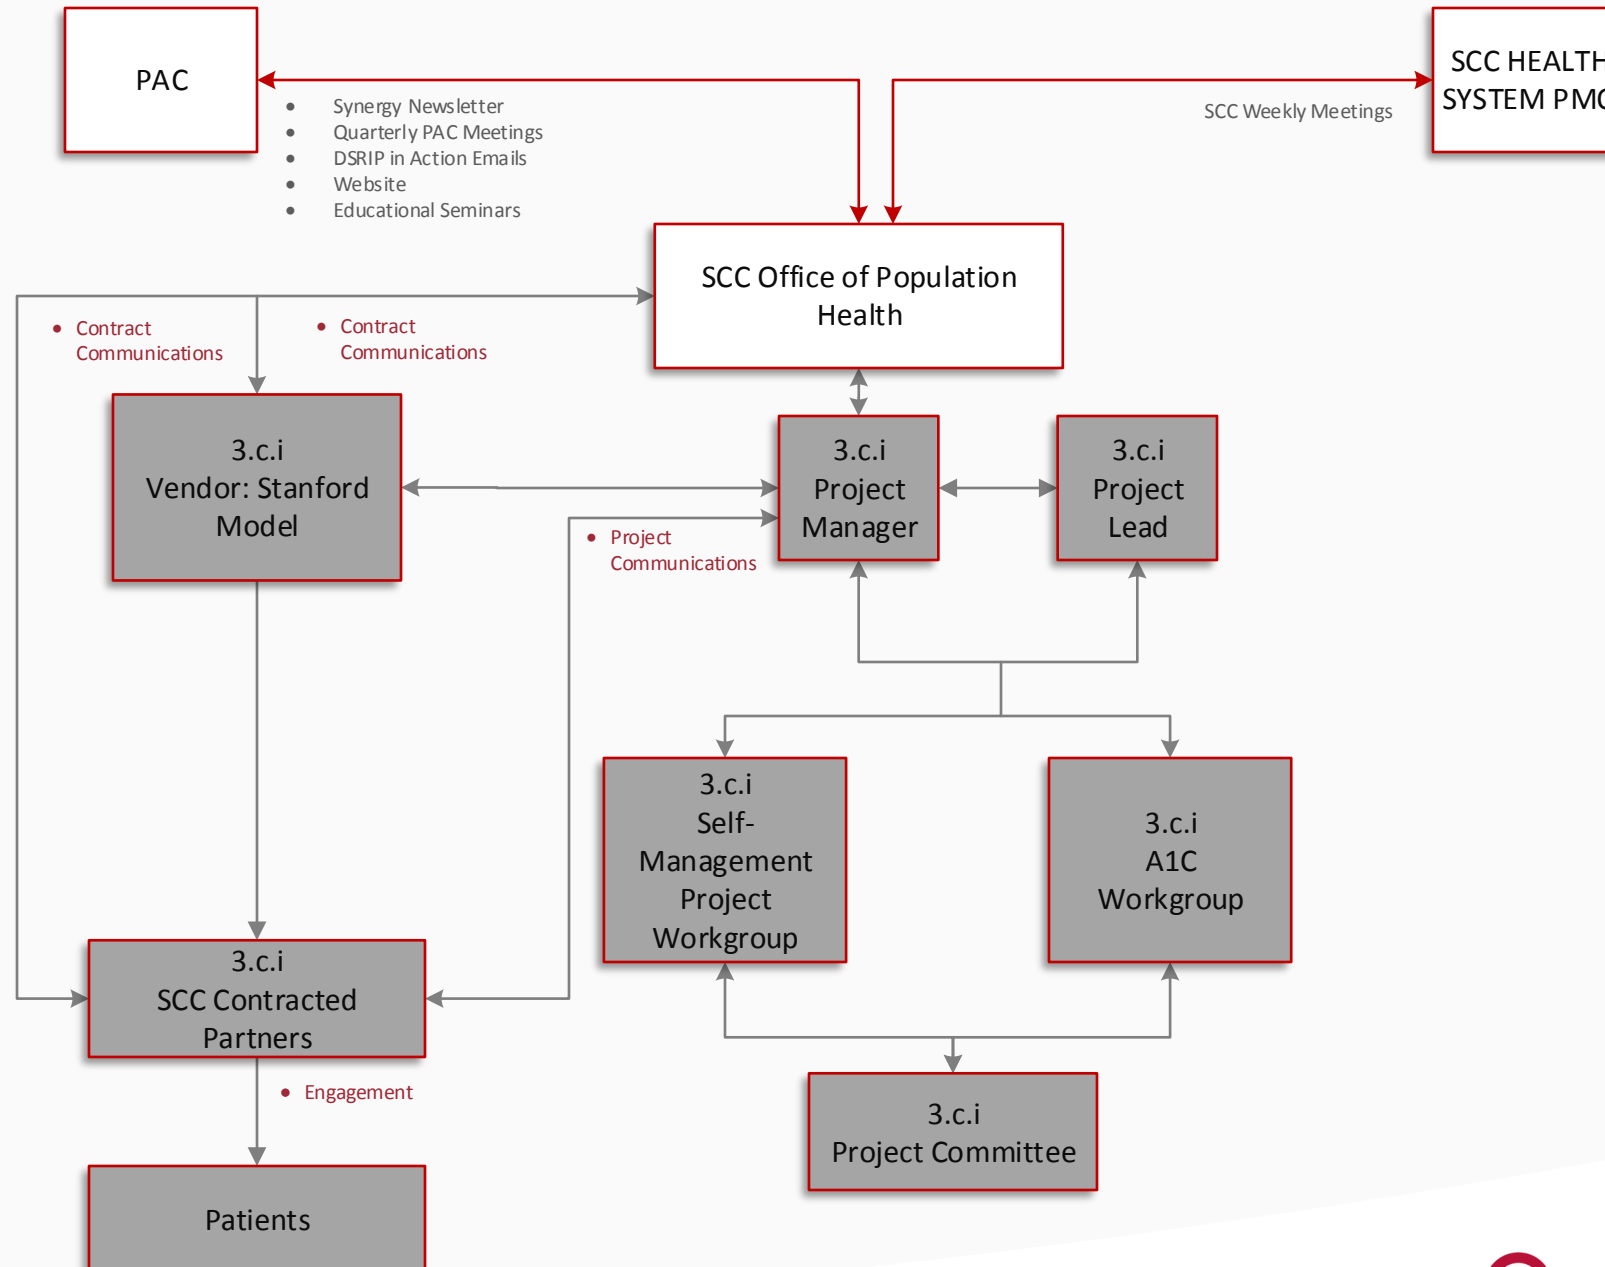 PAC
SCC HEALTH
SYSTEM PMO
• Synergy Newsletter
• Quarterly PAC Meetings
• DSRIP in Action Emails
• Website
• Educational Seminars
SCC Weekly Meetings
SCC Office of Population
Health
• Contract
Communications
• Contract
Communications
3.c.i
Vendor: Stanford
Model
3.c.i
Project
Manager
3.c.i
Project
Lead
• Project
Communications
3.c.i
Self-
Management
Project
Workgroup
3.c.i
A1C
Workgroup
3.c.i
SCC Contracted
Partners
• Engagement
3.c.i
Project Committee
Patients